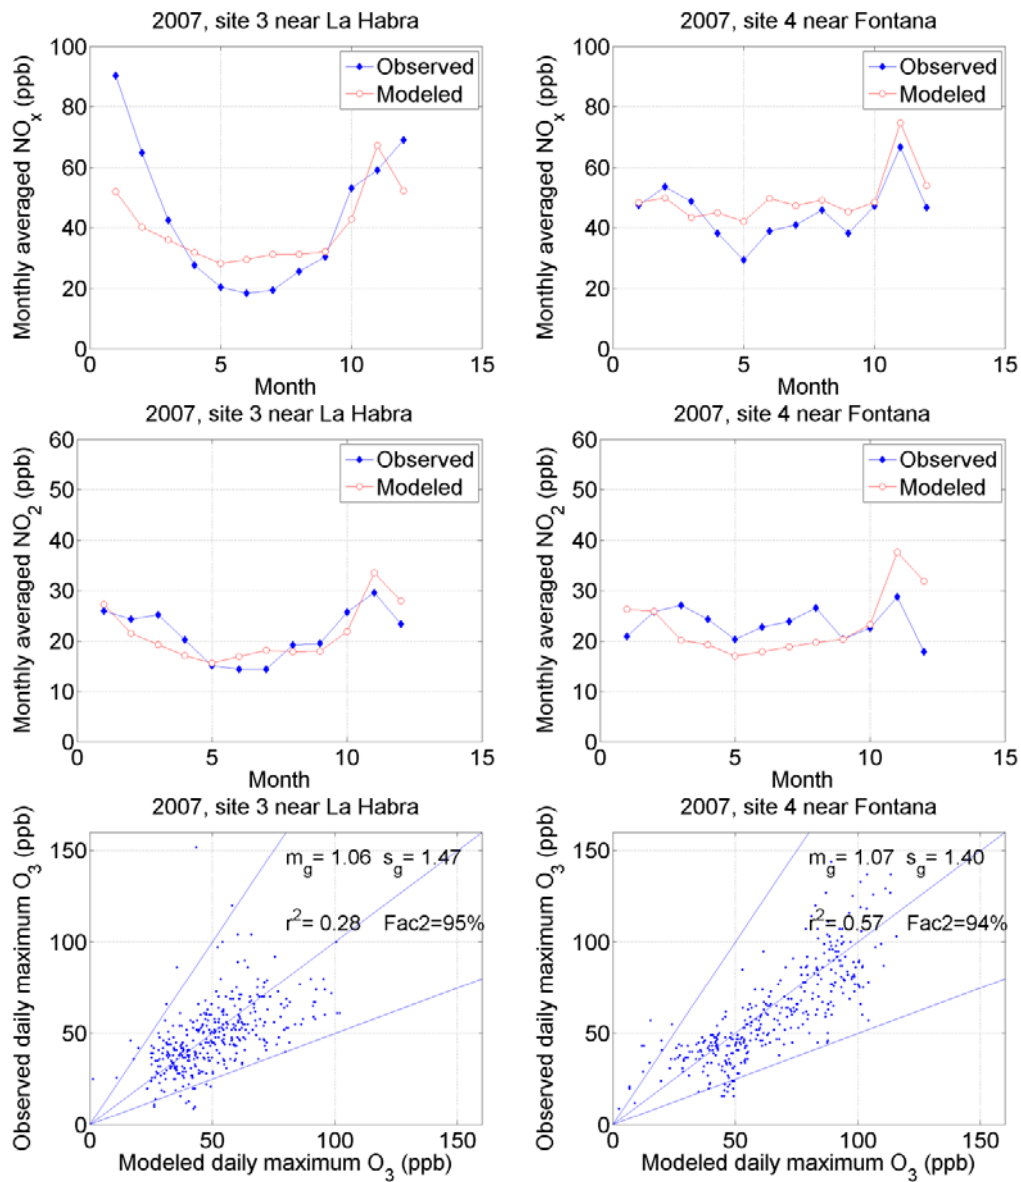 2007, site 3 near La Habra
Monthly averaged NOx (ppb)
100
80
60
40
20
0
0 5 10 15
Month
Observed
Modeled
2007, site 4 near Fontana
Monthly averaged NOx (ppb)
100
80
60
40
20
0
0 5 10 15
Month
Observed
Modeled
2007, site 3 near La Habra
Monthly averaged NO2 (ppb)
60
50
40
30
20
10
0
0 5 10 15
Month
Observed
Modeled
2007, site 4 near Fontana
Monthly averaged NO2 (ppb)
60
50
40
30
20
10
0
0 5 10 15
Month
Observed
Modeled
2007, site 3 near La Habra
Observed daily maximum O3 (ppb)
150
100
50
0
0 50 100 150
Modeled daily maximum O3 (ppb)
mg= 1.06 sg= 1.47
r2= 0.28 Fac2=95%
2007, site 4 near Fontana
Observed daily maximum O3 (ppb)
150
100
50
0
0 50 100 150
Modeled daily maximum O3 (ppb)
mg= 1.07 sg= 1.40
r2= 0.57 Fac2=94%